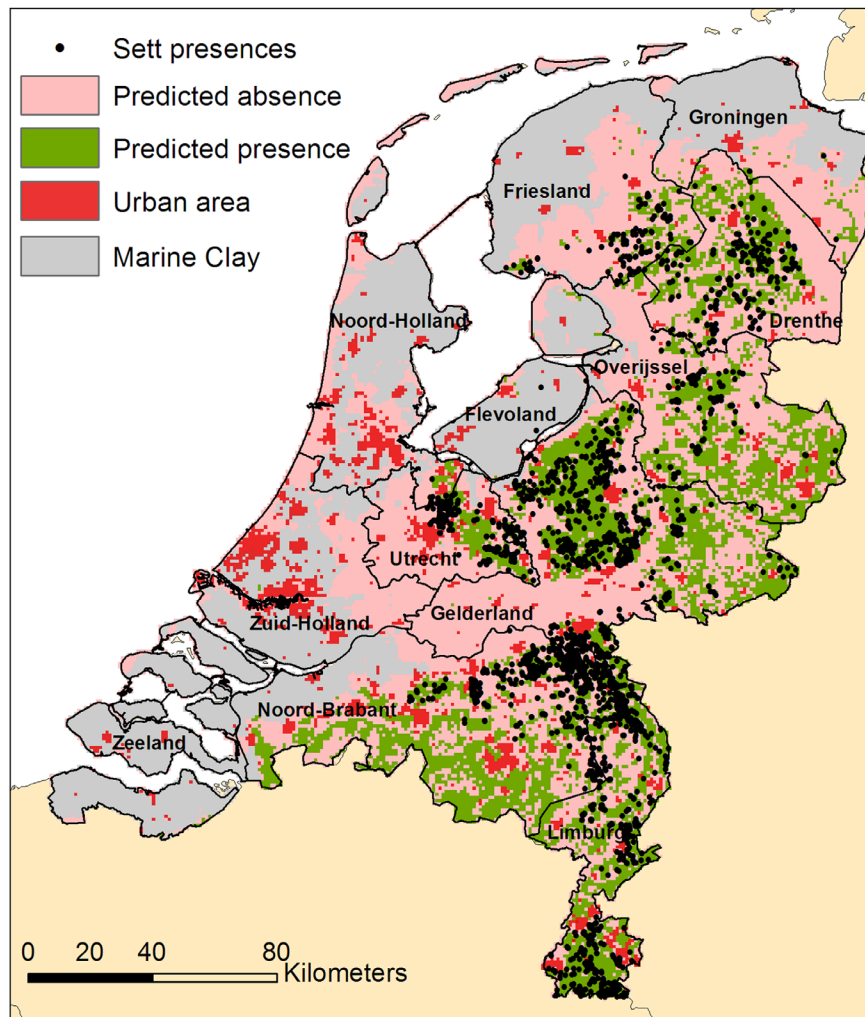 Sett presences
Predicted absence
Predicted presence
Urban area
Marine Clay
Groningen
Friesland
Drenthe
Noord-Holland
Overijssel
Flevoland
Utrecht
Gelderland
Zuid-Holland
Noord-Brabant
Zeeland
Limburg
0 20 40 80
Kilometers